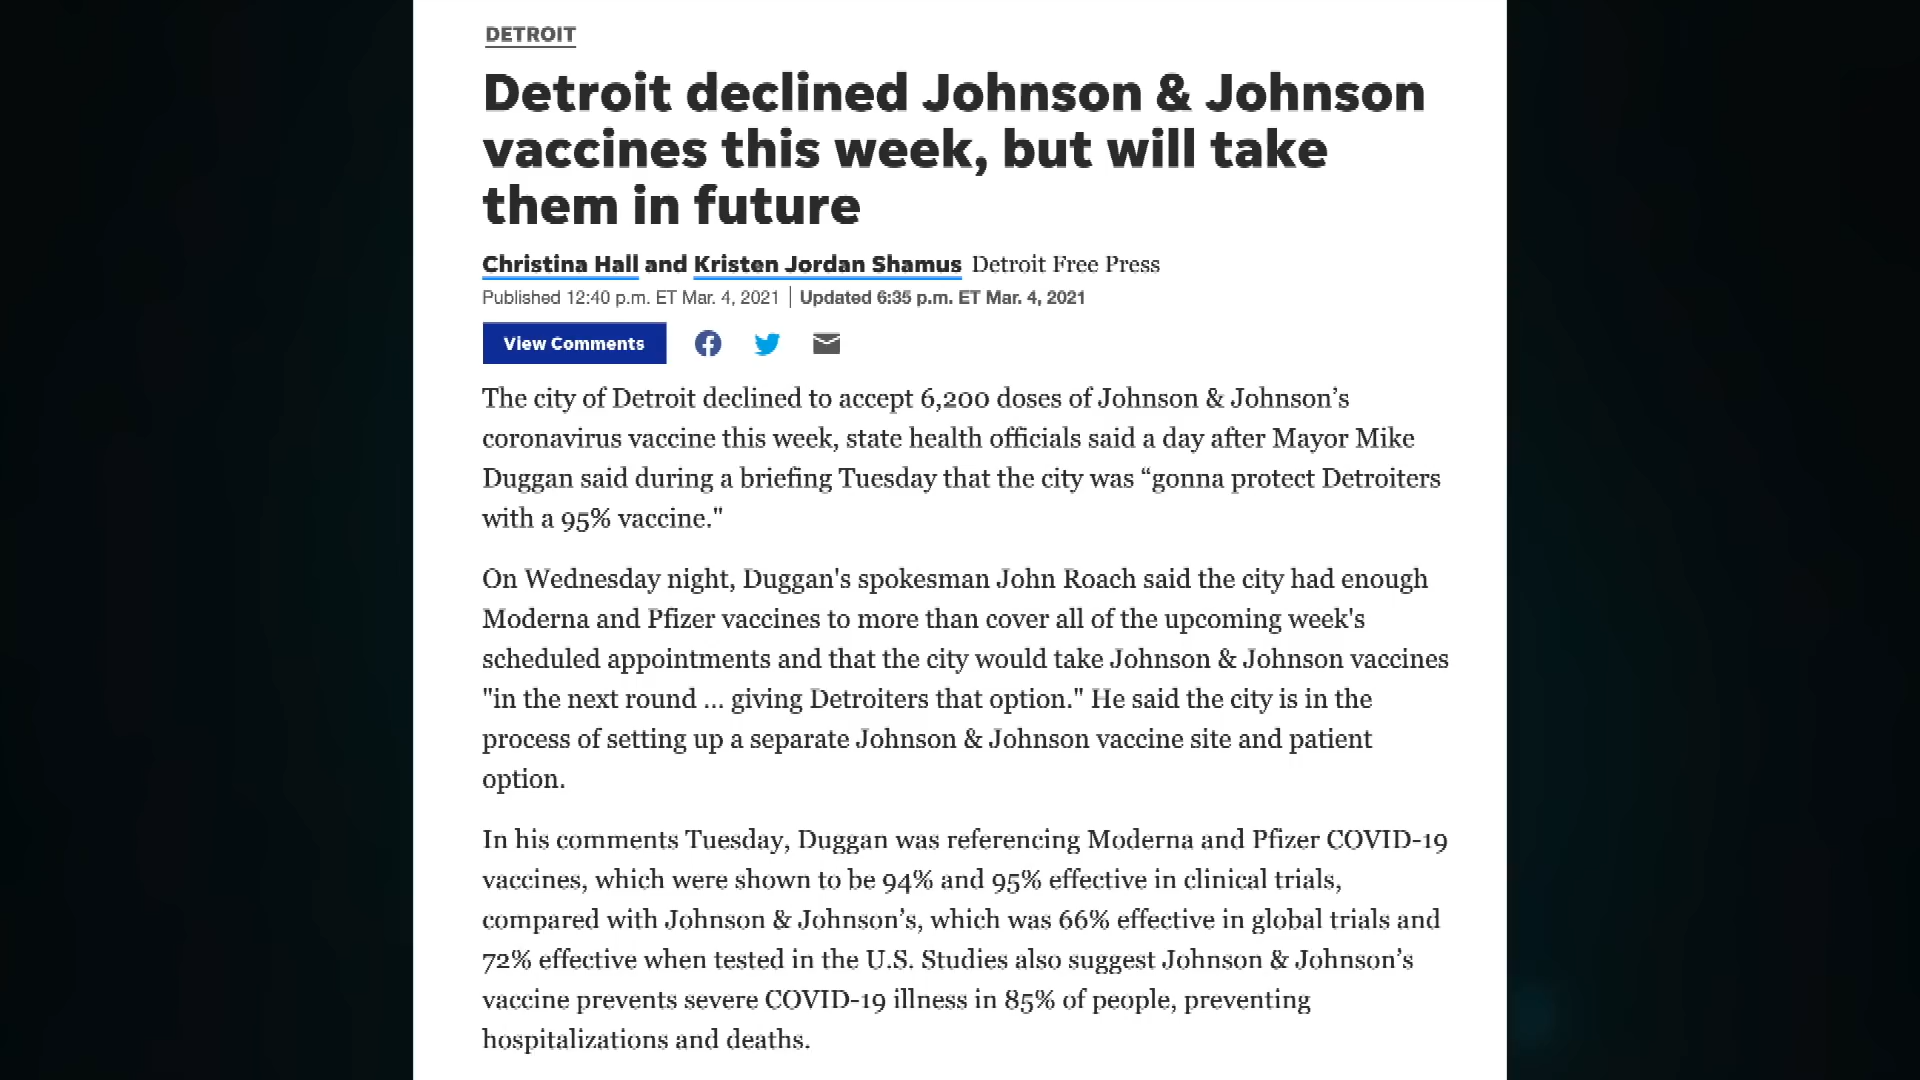 DETROIT
Detroit declined Johnson & Johnson
vaccines this week, but will take
them in future
Christina Hall and Kristen Jordan Shamus Detroit Free Press
Published 12:40 p.m. ET Mar. 4, 2021 | Updated 6:35 p.m. ET Mar. 4, 2021
View Comments
The city of Detroit declined to accept 6,200 doses of Johnson & Johnson’s
coronavirus vaccine this week, state health officials said a day after Mayor Mike
Duggan said during a briefing Tuesday that the city was “gonna protect Detroiters
with a 95% vaccine."
On Wednesday night, Duggan's spokesman John Roach said the city had enough
Moderna and Pfizer vaccines to more than cover all of the upcoming week's
scheduled appointments and that the city would take Johnson & Johnson vaccines
"in the next round ... giving Detroiters that option." He said the city is in the
process of setting up a separate Johnson & Johnson vaccine site and patient
option.
In his comments Tuesday, Duggan was referencing Moderna and Pfizer COVID-19
vaccines, which were shown to be 94% and 95% effective in clinical trials,
compared with Johnson & Johnson’s, which was 66% effective in global trials and
72% effective when tested in the U.S. Studies also suggest Johnson & Johnson’s
vaccine prevents severe COVID-19 illness in 85% of people, preventing
hospitalizations and deaths.